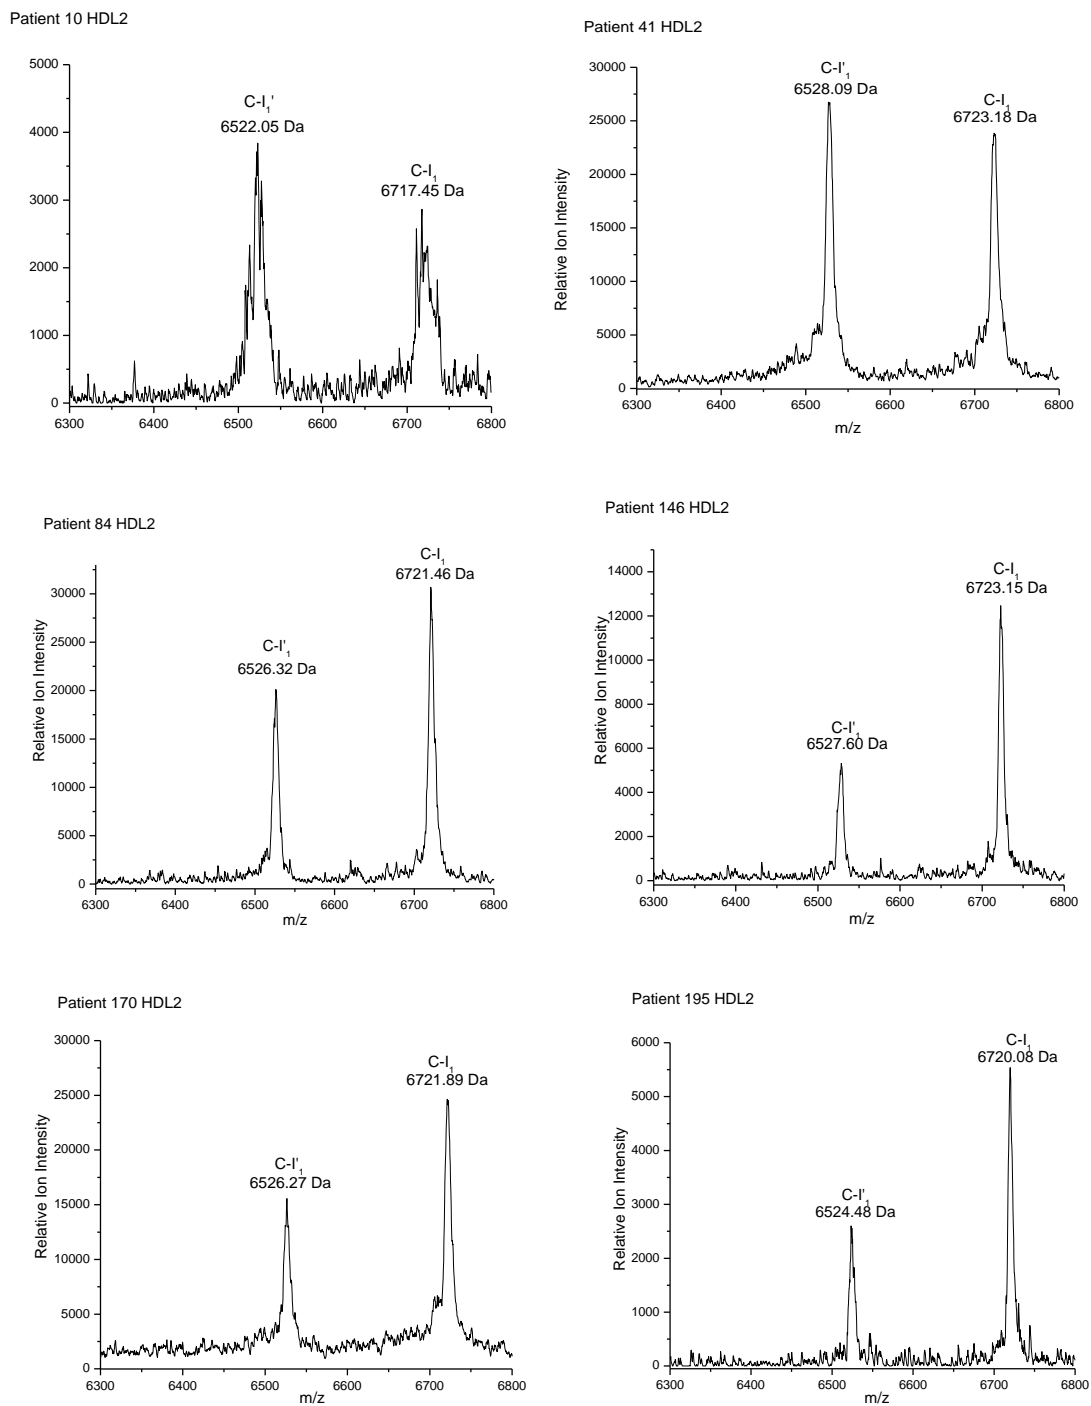 Patient 10 HDL2
5000
4000
3000
2000
1000
0
6300 6400 6500 6600 6700 6800
C-I₁'
6522.05 Da
C-I₁
6717.45 Da
Patient 41 HDL2
Relative Ion Intensity
30000
25000
20000
15000
10000
5000
0
6300 6400 6500 6600 6700 6800
m/z
C-I'₁
6528.09 Da
C-I₁
6723.18 Da
Patient 84 HDL2
Relative Ion Intensity
30000
25000
20000
15000
10000
5000
0
6300 6400 6500 6600 6700 6800
m/z
C-I'₁
6526.32 Da
C-I₁
6721.46 Da
Patient 146 HDL2
Relative Ion Intensity
14000
12000
10000
8000
6000
4000
2000
0
6300 6400 6500 6600 6700 6800
m/z
C-I'₁
6527.60 Da
C-I₁
6723.15 Da
Patient 170 HDL2
Relative Ion Intensity
30000
25000
20000
15000
10000
5000
0
6300 6400 6500 6600 6700 6800
m/z
C-I'₁
6526.27 Da
C-I₁
6721.89 Da
Patient 195 HDL2
Relative Ion Intensity
6000
5000
4000
3000
2000
1000
0
6300 6400 6500 6600 6700 6800
m/z
C-I'₁
6524.48 Da
C-I₁
6720.08 Da